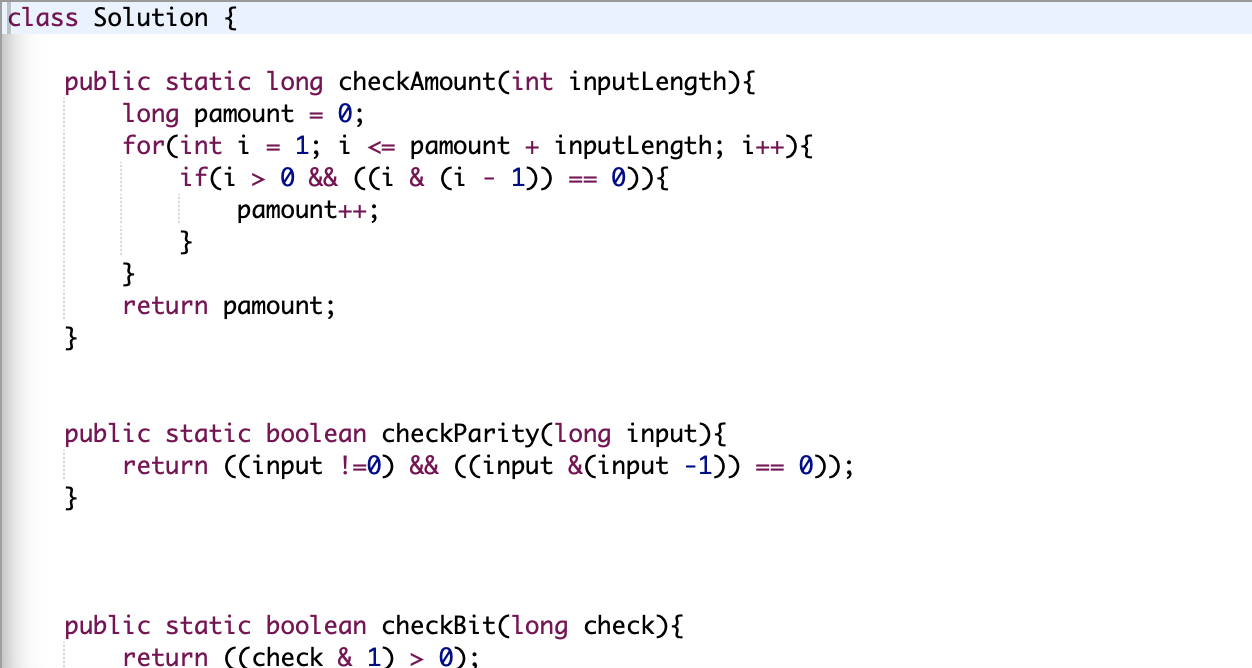 class Solution {
public static long checkAmount(int inputLength){
long pamount = 0;
for(int i = 1; i <= pamount + inputLength; i++){
if(i > 0 && ((i & (i - 1)) == 0)){
pamount++;
}
}
return pamount;
}
public static boolean checkParity(long input){
return ((input !=0) && ((input &(input -1)) == 0));
}
public static boolean checkBit(long check){
return ((check & 1) > 0);